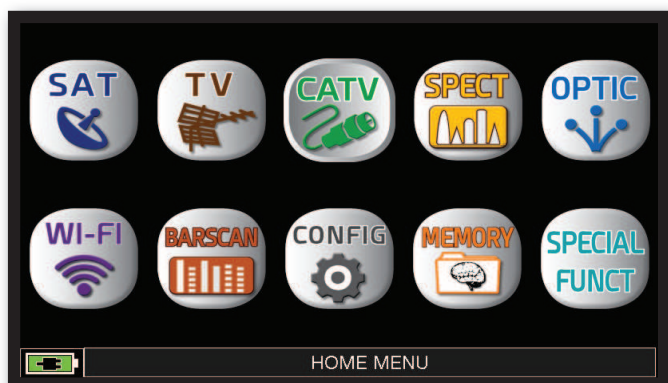 SAT
TV
CATV
SPECT
OPTIC
WI-FI
BARSCAN
CONFIG
MEMORY
SPECIAL
FUNCT
HOME MENU